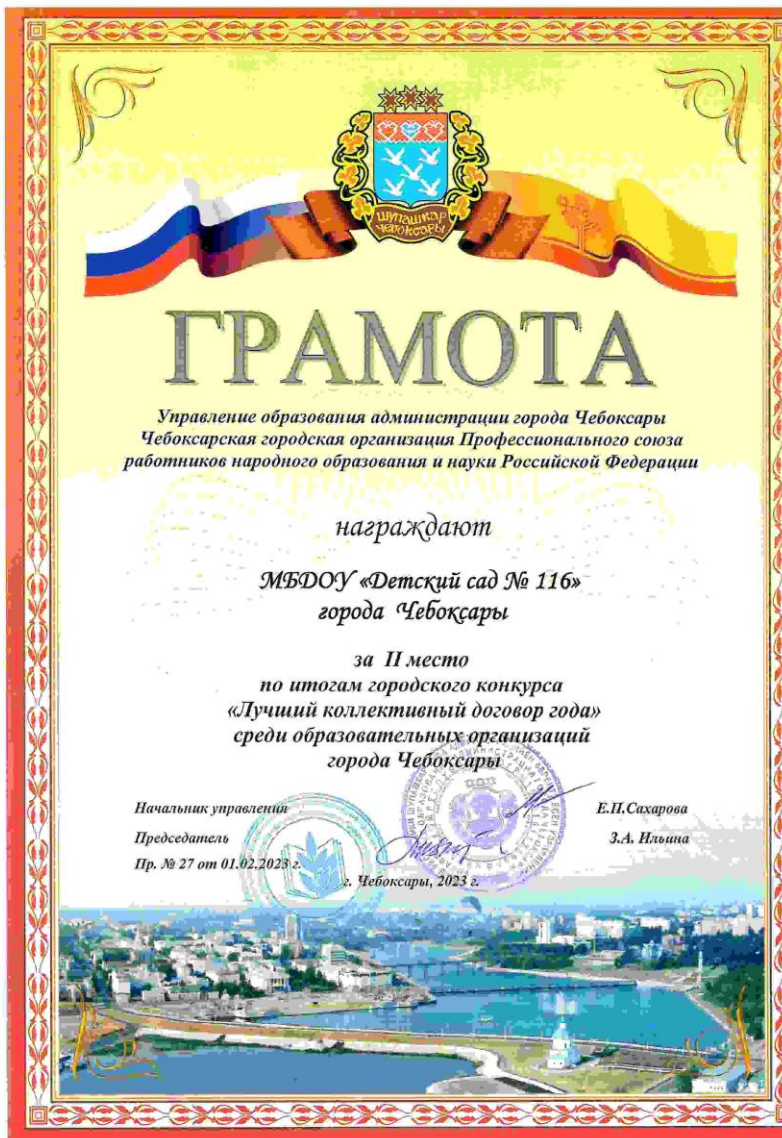 ШУПАШКАР
ЧЕБОКСАРЫ
ГРАМОТА
Управление образования администрации города Чебоксары
Чебоксарская городская организация Профессионального союза
работников народного образования и науки Российской Федерации
награждают
МБДОУ «Детский сад № 116»
города Чебоксары
за II место
по итогам городского конкурса
«Лучший коллективный договор года»
среди образовательных организаций
города Чебоксары
Начальник управления Е.П.Сахарова
Председатель З.А. Ильина
Пр. № 27 от 01.02.2023 г.
г. Чебоксары, 2023 г.